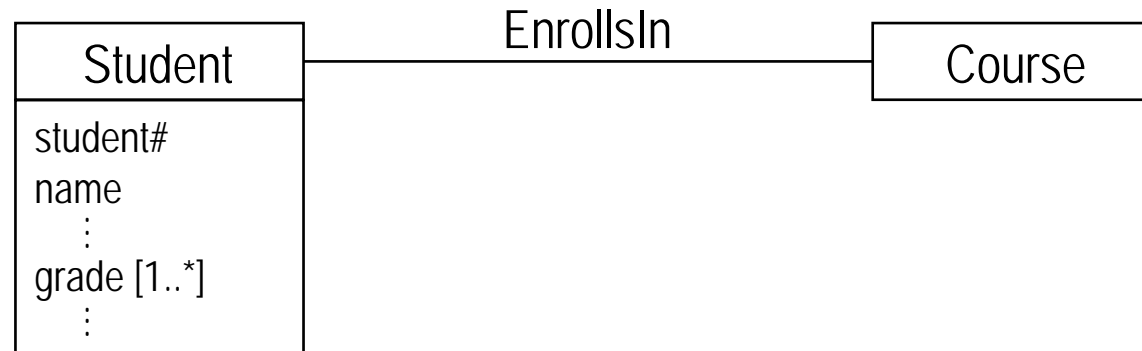 EnrollsIn
Student
Course
student#
name
⋮
grade [1..*]
⋮